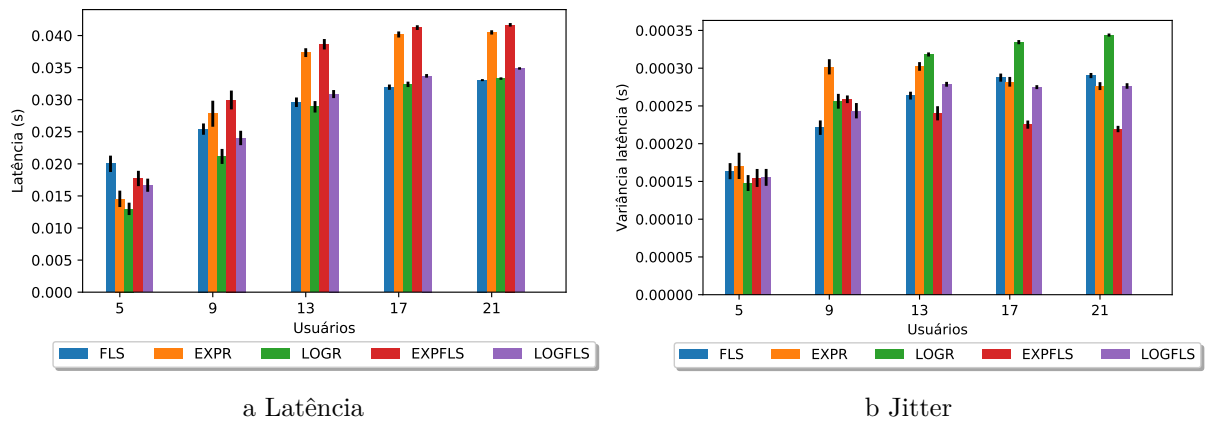 0.040
0.035
0.030
0.025
0.020
0.015
0.010
0.005
0.000
Latência (s)
5 9 13 17 21
Usuários
FLS EXPR LOGR EXPFLS LOGFLS
a Latência
0.00035
0.00030
0.00025
0.00020
0.00015
0.00010
0.00005
0.00000
Variância latência (s)
5 9 13 17 21
Usuários
FLS EXPR LOGR EXPFLS LOGFLS
b Jitter